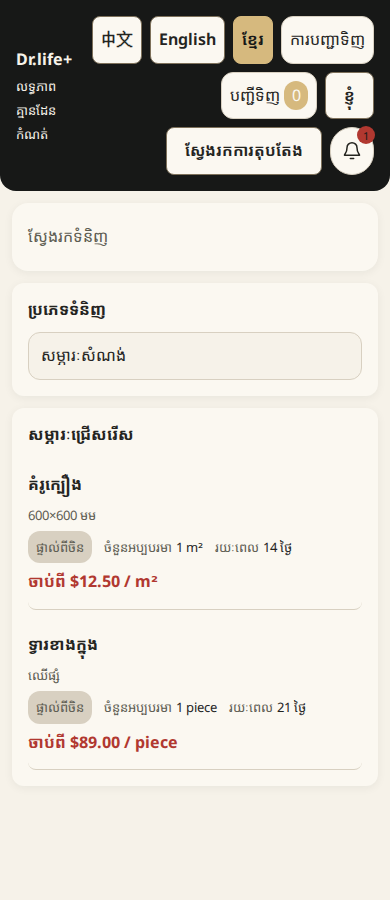 Dr.life+
លទ្ធភាព
គ្មានដែន
កំណត់
中文
English
ខ្មែរ
ការបញ្ជាទិញ
បញ្ជីទិញ 0
ខ្ញុំ
ស្វែងរកការតុបតែង
1
ស្វែងរកទំនិញ
ប្រភេទទំនិញ
សម្ភារៈសំណង់
សម្ភារៈជ្រើសរើស
គំរូក្បឿង
600×600 មម
ផ្ទាល់ពីចិន ចំនួនអប្បបរមា 1 m² រយៈពេល 14 ថ្ងៃ
ចាប់ពី $12.50 / m²
ទ្វារខាងក្នុង
ឈើផ្សំ
ផ្ទាល់ពីចិន ចំនួនអប្បបរមា 1 piece រយៈពេល 21 ថ្ងៃ
ចាប់ពី $89.00 / piece